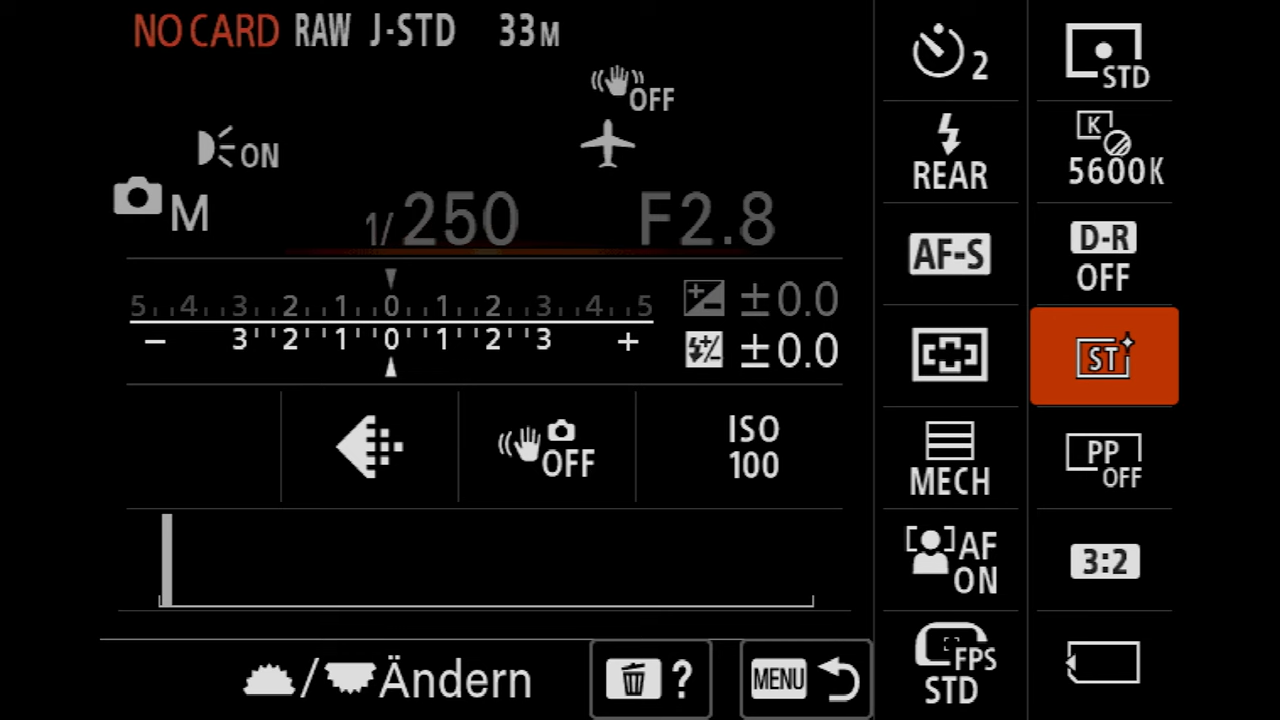 NO CARD RAW J-STD 33M
OFF
ON
M 1/250 F2.8
5 4 3 2 1 0 1 2 3 4 5 ±0.0
− 3 2 1 0 1 2 3 + ±0.0
OFF
ISO
100
/ Ändern ? MENU
2
REAR
AF-S
MECH
AF
ON
FPS
STD
STD
K
5600K
D-R
OFF
ST
PP
OFF
3:2